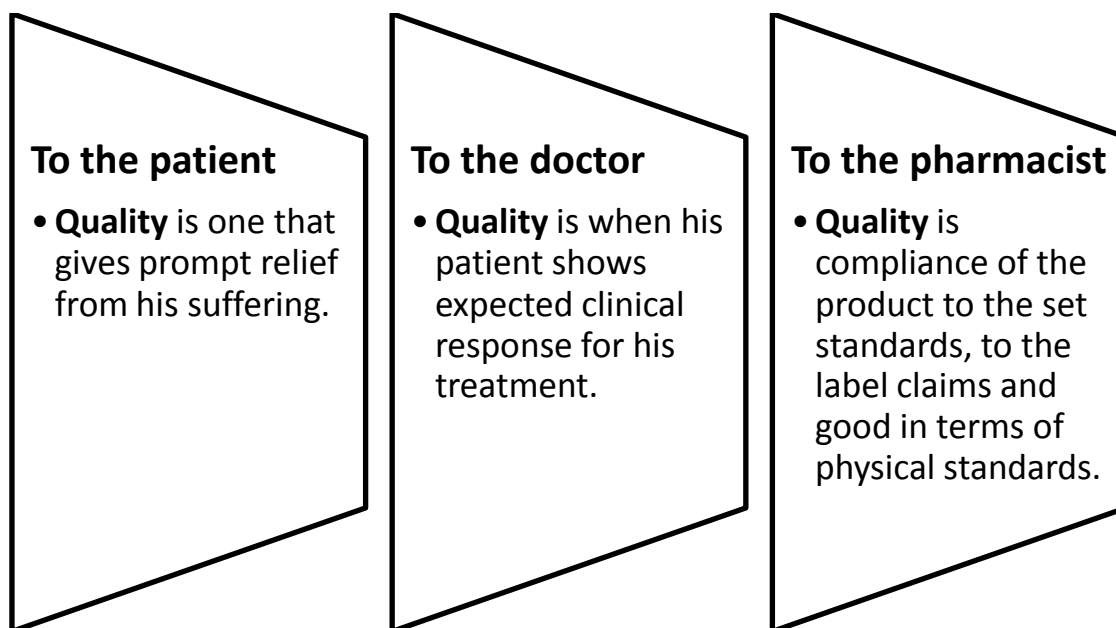 To the patient
• Quality is one that
gives prompt relief
from his suffering.
To the doctor
• Quality is when his
patient shows
expected clinical
response for his
treatment.
To the pharmacist
• Quality is
compliance of the
product to the set
standards, to the
label claims and
good in terms of
physical standards.